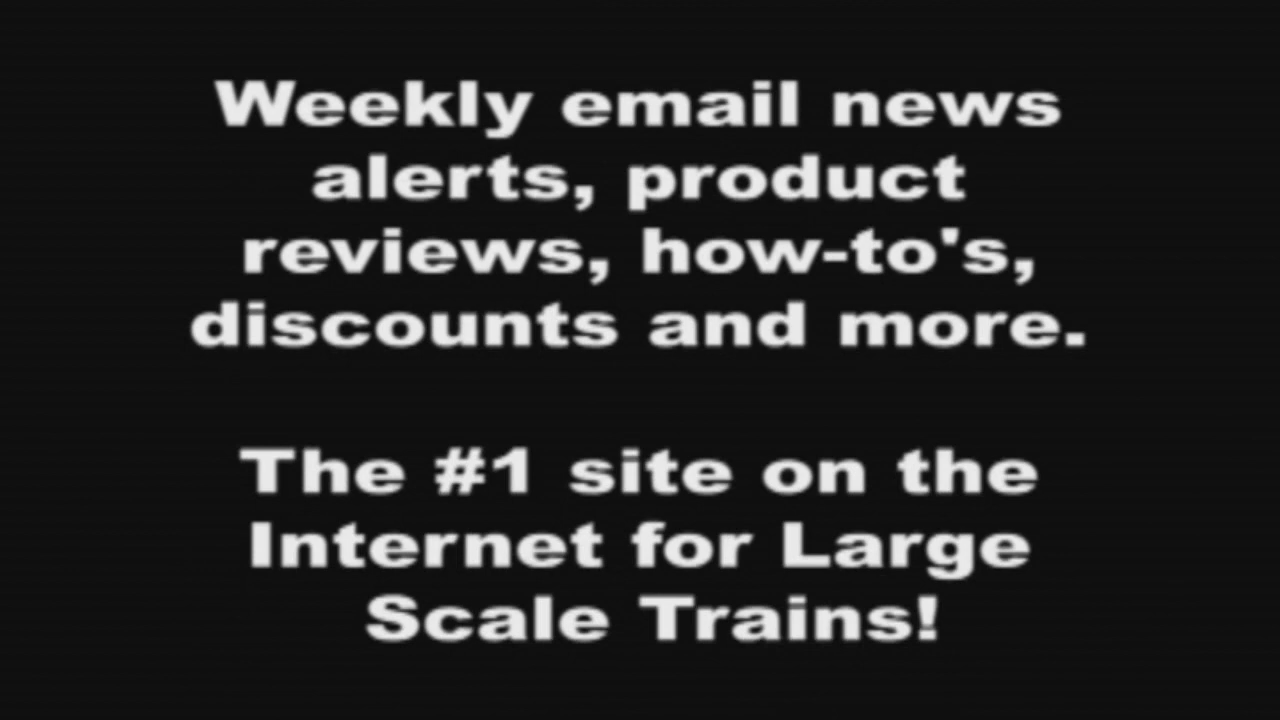 Weekly email news
alerts, product
reviews, how-to's,
discounts and more.
The #1 site on the
Internet for Large
Scale Trains!